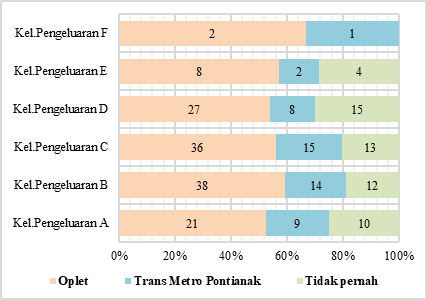 Kel.Pengeluaran F 2 1
Kel.Pengeluaran E 8 2 4
Kel.Pengeluaran D 27 8 15
Kel.Pengeluaran C 36 15 13
Kel.Pengeluaran B 38 14 12
Kel.Pengeluaran A 21 9 10
0% 20% 40% 60% 80% 100%
Oplet Trans Metro Pontianak Tidak pernah